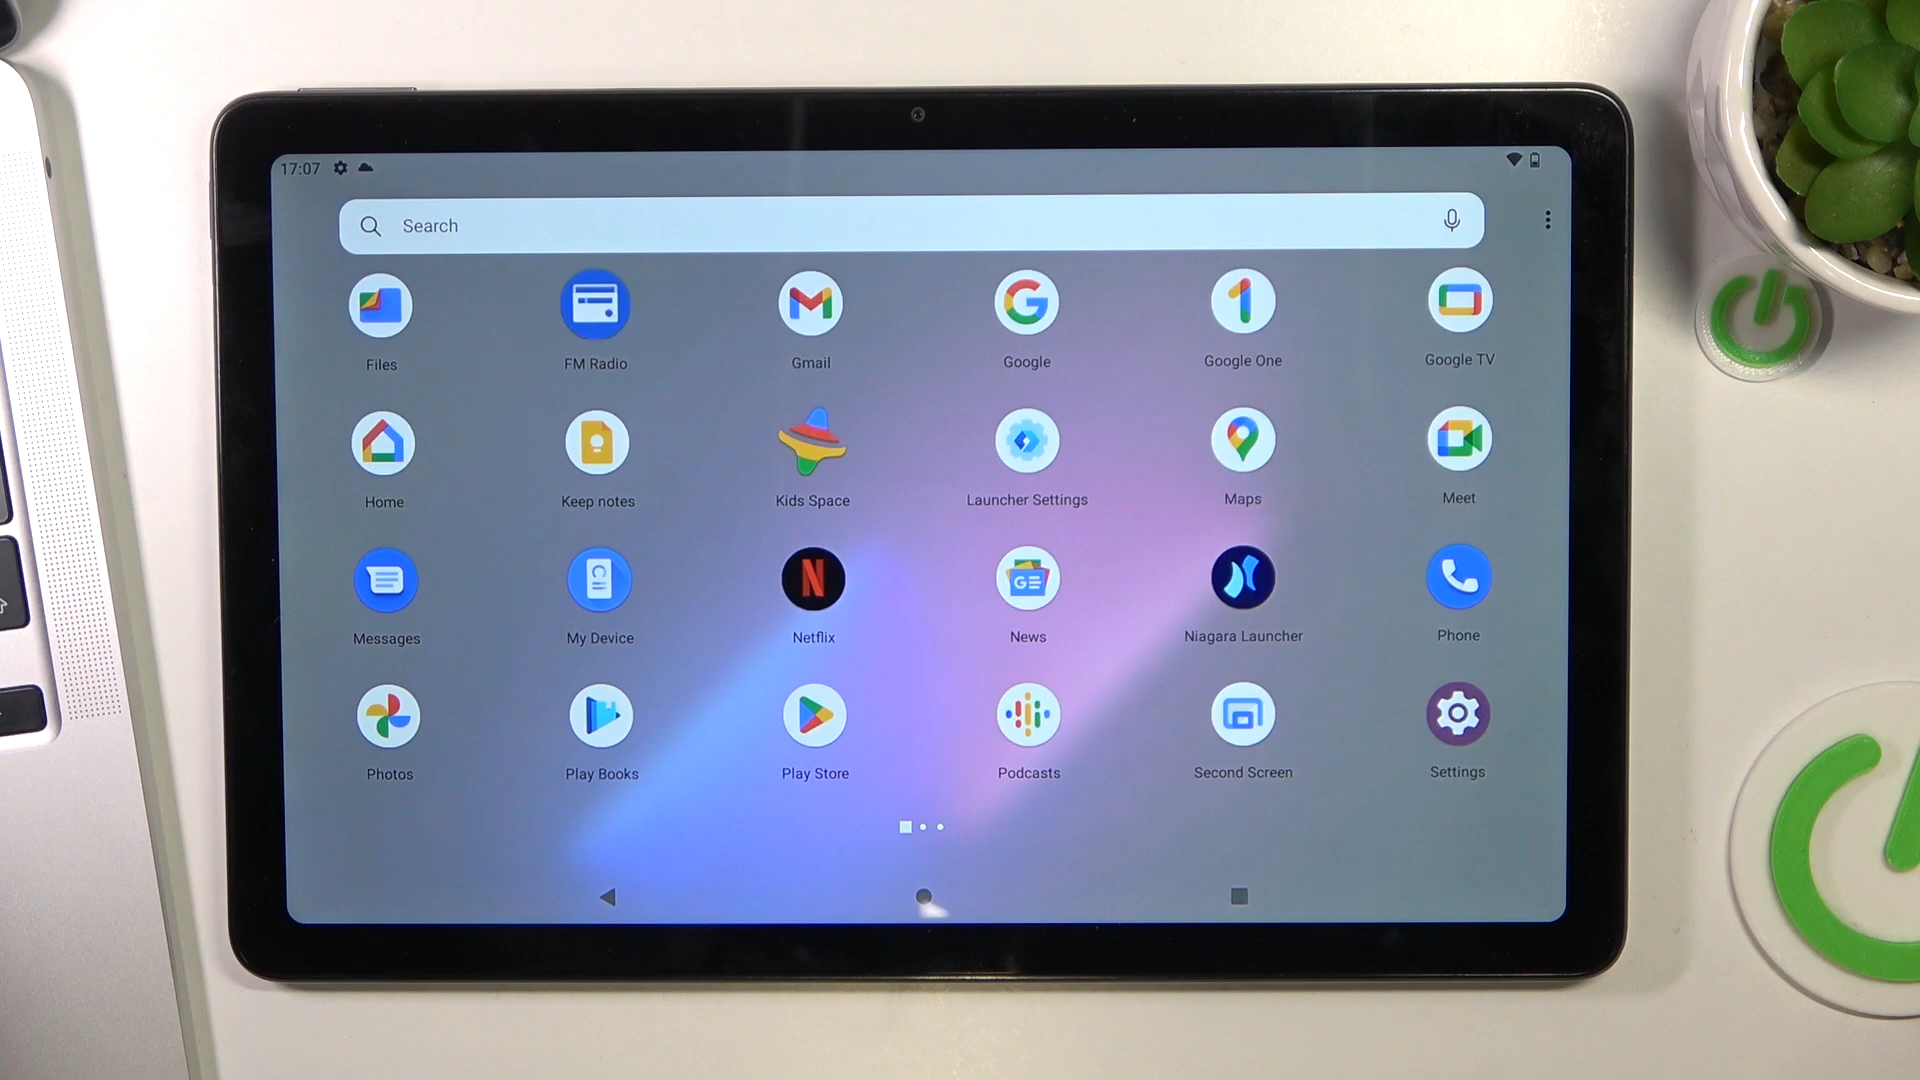 17:07
Search
Files
FM Radio
Gmail
Google
Google One
Google TV
Home
Keep notes
Kids Space
Launcher Settings
Maps
Meet
Messages
My Device
Netflix
News
Niagara Launcher
Phone
Photos
Play Books
Play Store
Podcasts
Second Screen
Settings